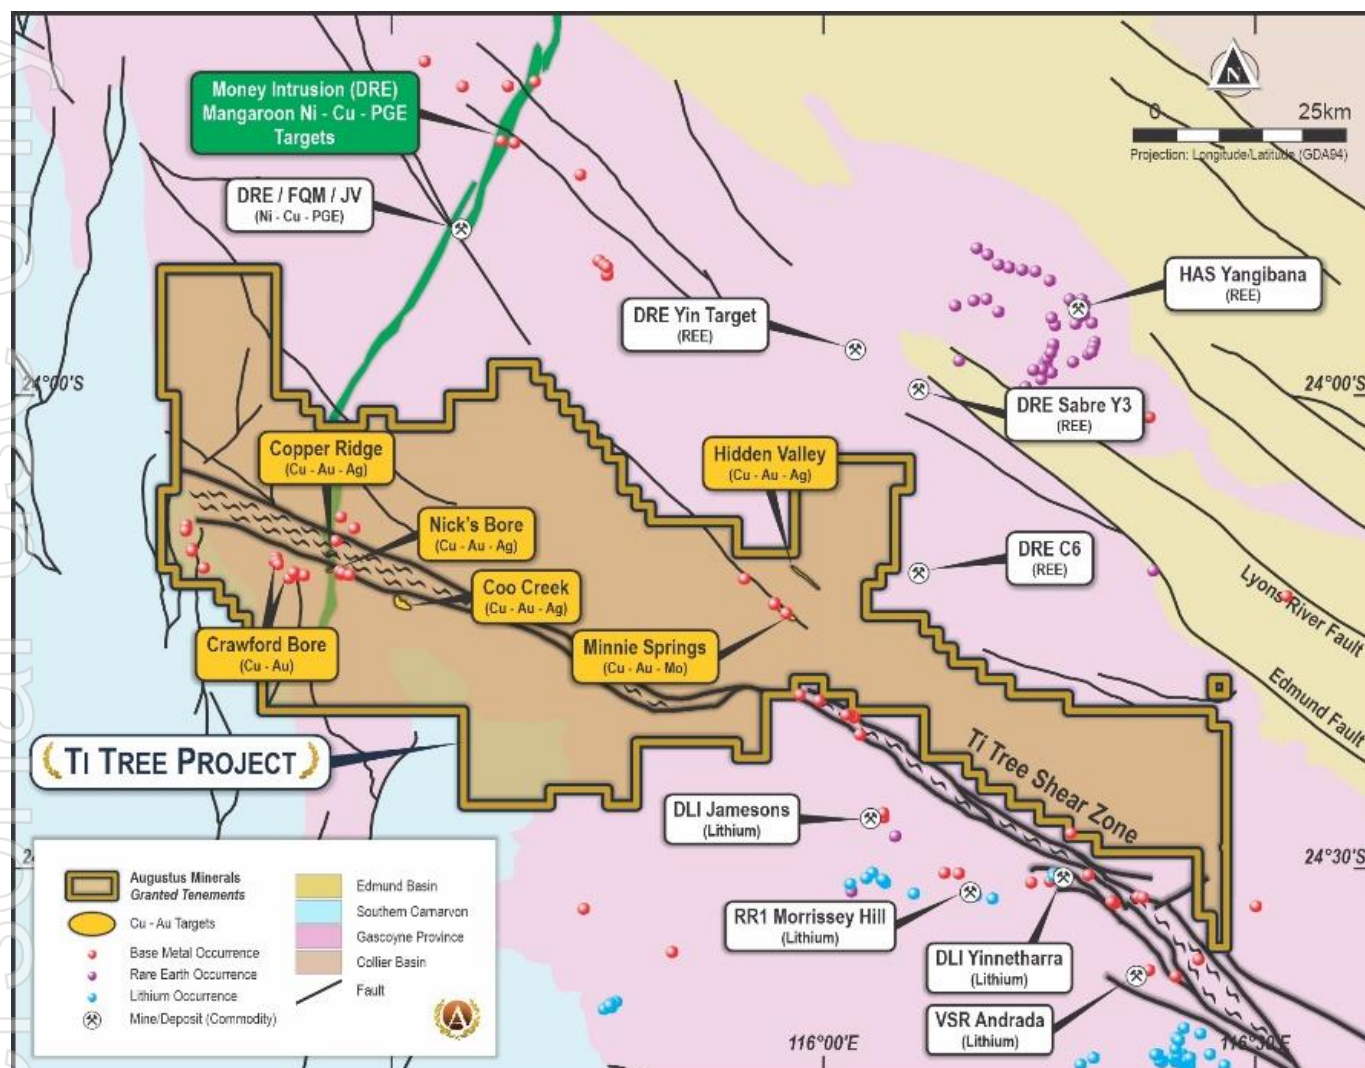 Money Intrusion (DRE)
Mangaroon Ni - Cu - PGE
Targets
N
0 25km
Projection: Longitude/Latitude (GDA94)
DRE / FQM / JV
(Ni - Cu - PGE)
HAS Yangibana
(REE)
DRE Yin Target
(REE)
24°00'S
24°00'S
DRE Sabre Y3
(REE)
Copper Ridge
(Cu - Au - Ag)
Hidden Valley
(Cu - Au - Ag)
Nick's Bore
(Cu - Au - Ag)
DRE C6
(REE)
Coo Creek
(Cu - Au - Ag)
Lyons River Fault
Crawford Bore
(Cu - Au)
Minnie Springs
(Cu - Au - Mo)
Edmund Fault
TI TREE PROJECT
Ti Tree Shear Zone
DLI Jamesons
(Lithium)
24°30'S
RR1 Morrissey Hill
(Lithium)
DLI Yinnetharra
(Lithium)
VSR Andrada
(Lithium)
116°00'E
116°30'E
Augustus Minerals
Granted Tenements
Cu - Au Targets
Base Metal Occurrence
Rare Earth Occurrence
Lithium Occurrence
Mine/Deposit (Commodity)
Edmund Basin
Southern Carnarvon
Gascoyne Province
Collier Basin
Fault
A